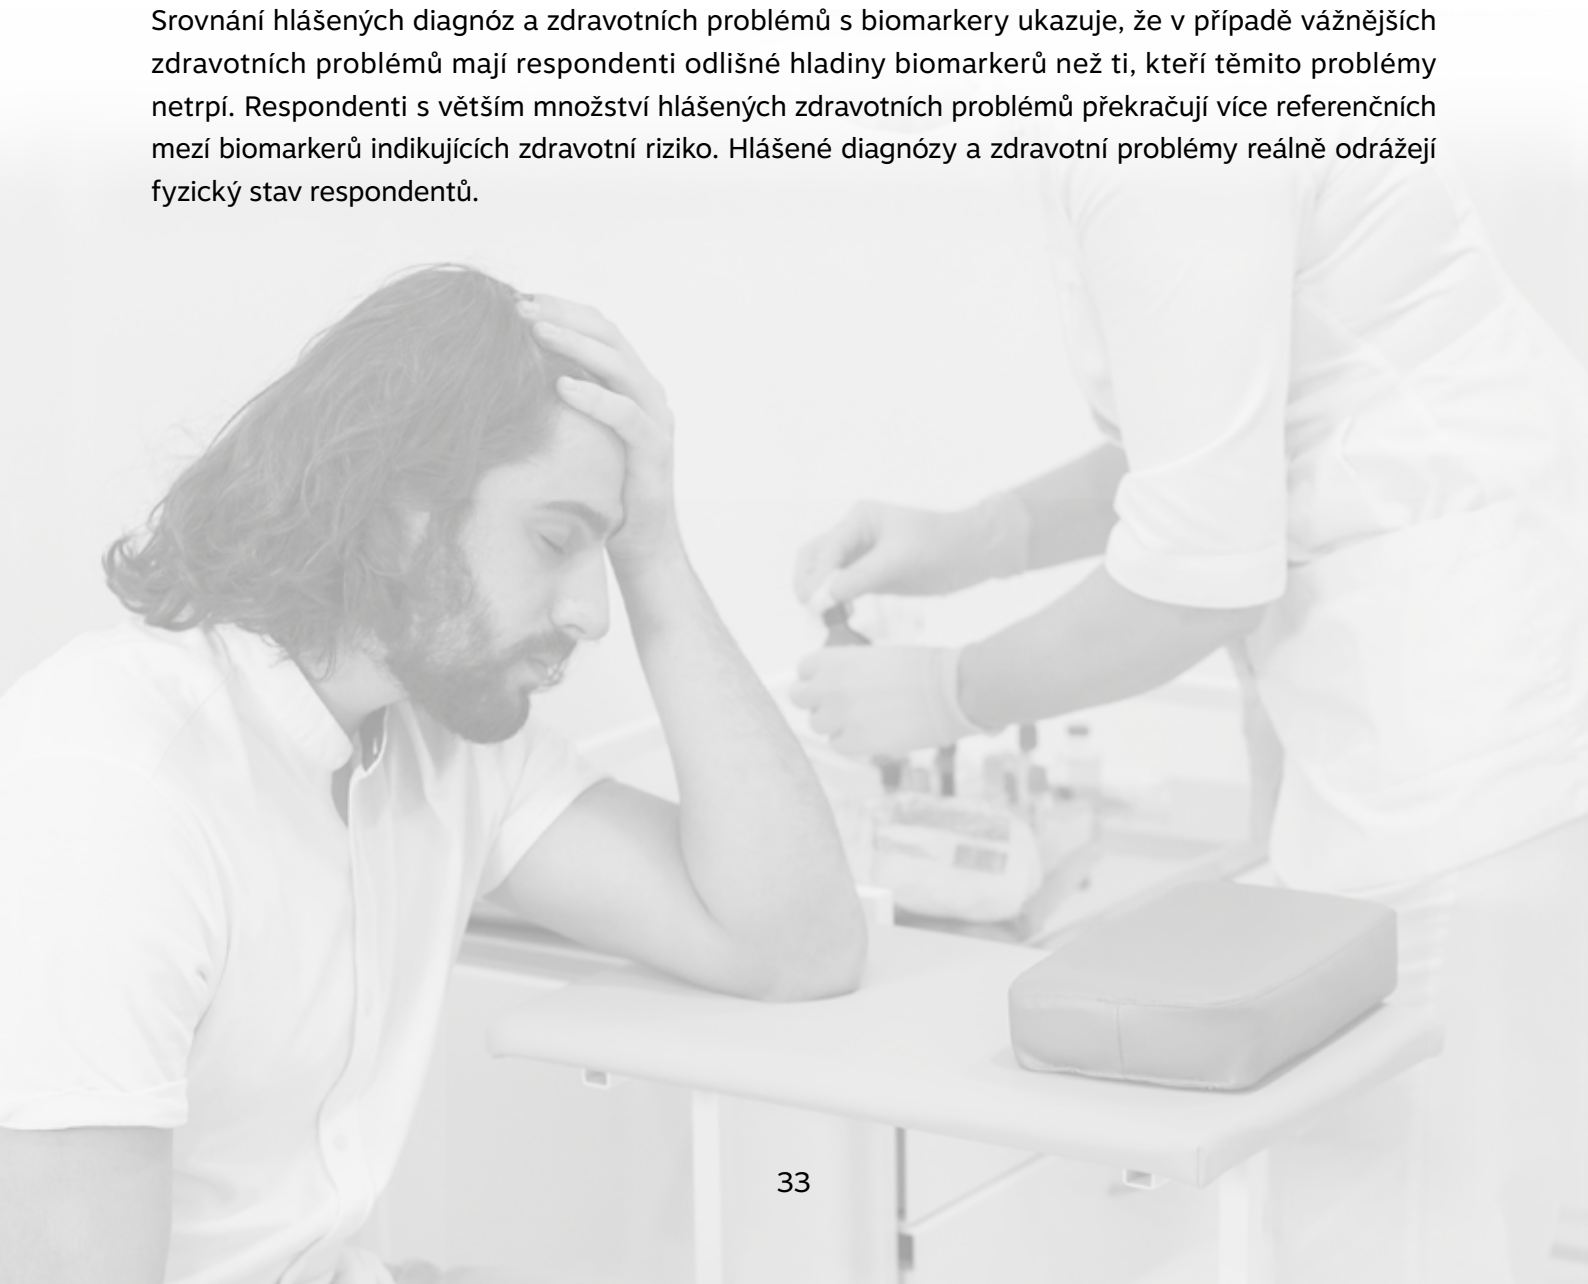 Srovnání hlášených diagnóz a zdravotních problémů s biomarkery ukazuje, že v případě vážnějších
zdravotních problémů mají respondenti odlišné hladiny biomarkerů než ti, kteří těmito problémy
netrpí. Respondenti s větším množství hlášených zdravotních problémů překračují více referenčních
mezí biomarkerů indikujících zdravotní riziko. Hlášené diagnózy a zdravotní problémy reálně odrážejí
fyzický stav respondentů.
33